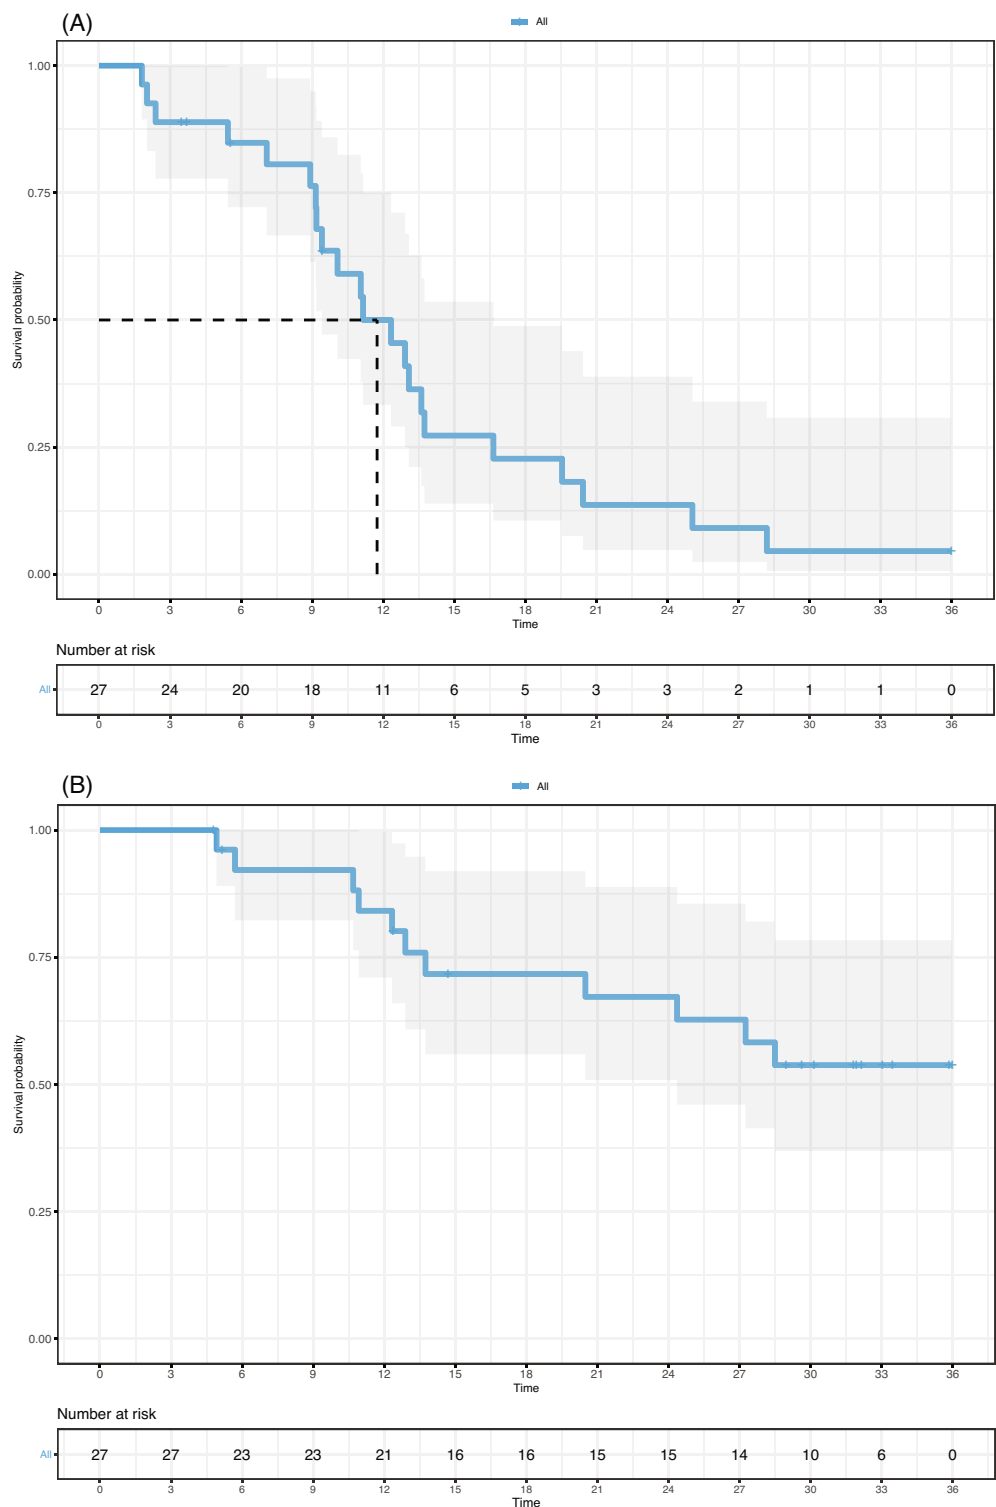 (A)
All
1.00
0.75
0.50
0.25
0.00
Survival probability
0 3 6 9 12 15 18 21 24 27 30 33 36
Time
Number at risk
All 27 24 20 18 11 6 5 3 3 2 1 1 0
0 3 6 9 12 15 18 21 24 27 30 33 36
Time
(B)
All
1.00
0.75
0.50
0.25
0.00
Survival probability
0 3 6 9 12 15 18 21 24 27 30 33 36
Time
Number at risk
All 27 27 23 23 21 16 16 15 15 14 10 6 0
0 3 6 9 12 15 18 21 24 27 30 33 36
Time